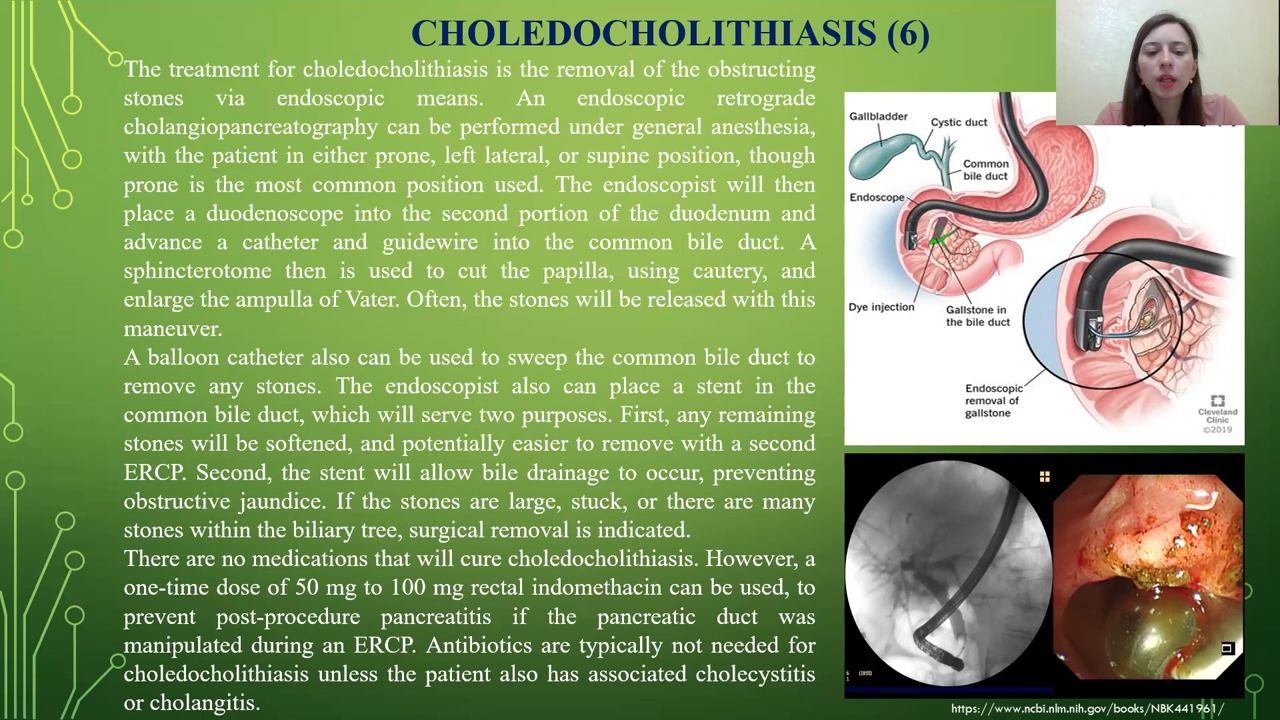 CHOLEDOCHOLITHIASIS (6)
The treatment for choledocholithiasis is the removal of the obstructing
stones via endoscopic means. An endoscopic retrograde
cholangiopancreatography can be performed under general anesthesia,
with the patient in either prone, left lateral, or supine position, though
prone is the most common position used. The endoscopist will then
place a duodenoscope into the second portion of the duodenum and
advance a catheter and guidewire into the common bile duct. A
sphincterotome then is used to cut the papilla, using cautery, and
enlarge the ampulla of Vater. Often, the stones will be released with this
maneuver.
A balloon catheter also can be used to sweep the common bile duct to
remove any stones. The endoscopist also can place a stent in the
common bile duct, which will serve two purposes. First, any remaining
stones will be softened, and potentially easier to remove with a second
ERCP. Second, the stent will allow bile drainage to occur, preventing
obstructive jaundice. If the stones are large, stuck, or there are many
stones within the biliary tree, surgical removal is indicated.
There are no medications that will cure choledocholithiasis. However, a
one-time dose of 50 mg to 100 mg rectal indomethacin can be used, to
prevent post-procedure pancreatitis if the pancreatic duct was
manipulated during an ERCP. Antibiotics are typically not needed for
choledocholithiasis unless the patient also has associated cholecystitis
or cholangitis.
Gallbladder
Cystic duct
Common
bile duct
Endoscope
Dye injection
Gallstone in
the bile duct
Endoscopic
removal of
gallstone
Cleveland
Clinic
©2019
https://www.ncbi.nlm.nih.gov/books/NBK441961/